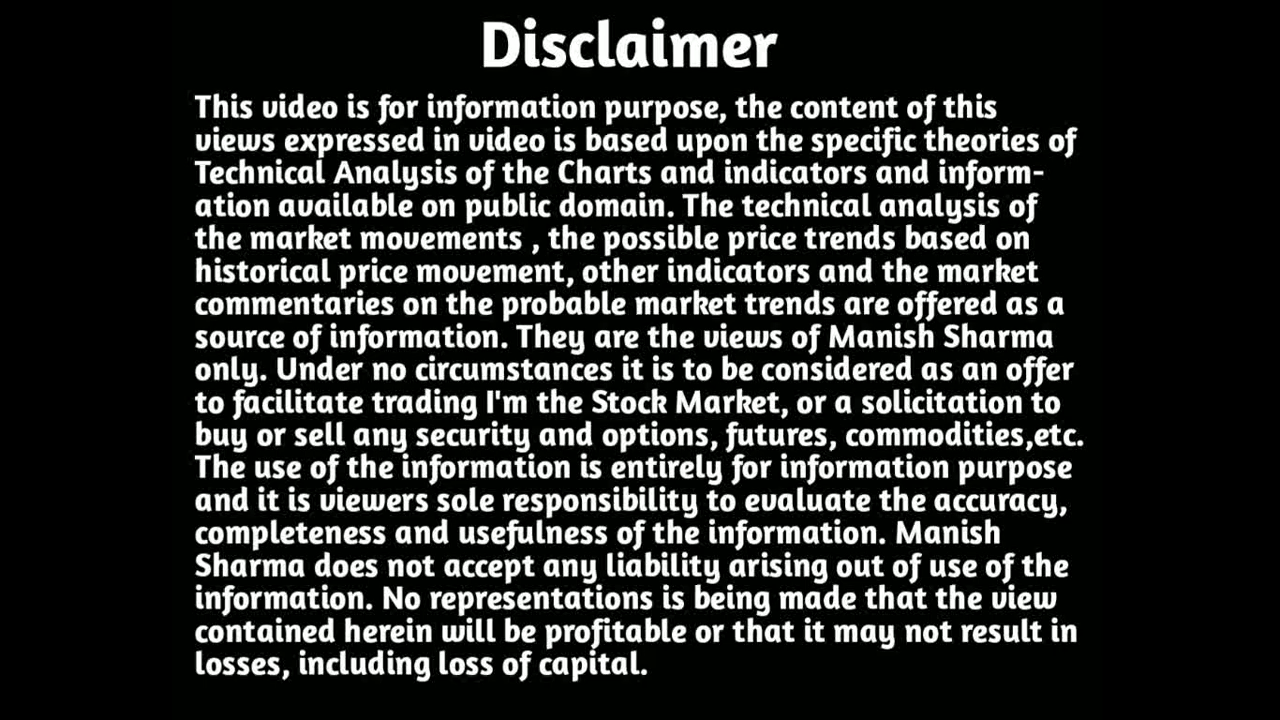 Disclaimer
This video is for information purpose, the content of this
views expressed in video is based upon the specific theories of
Technical Analysis of the Charts and indicators and inform-
ation available on public domain. The technical analysis of
the market movements , the possible price trends based on
historical price movement, other indicators and the market
commentaries on the probable market trends are offered as a
source of information. They are the views of Manish Sharma
only. Under no circumstances it is to be considered as an offer
to facilitate trading I'm the Stock Market, or a solicitation to
buy or sell any security and options, futures, commodities,etc.
The use of the information is entirely for information purpose
and it is viewers sole responsibility to evaluate the accuracy,
completeness and usefulness of the information. Manish
Sharma does not accept any liability arising out of use of the
information. No representations is being made that the view
contained herein will be profitable or that it may not result in
losses, including loss of capital.